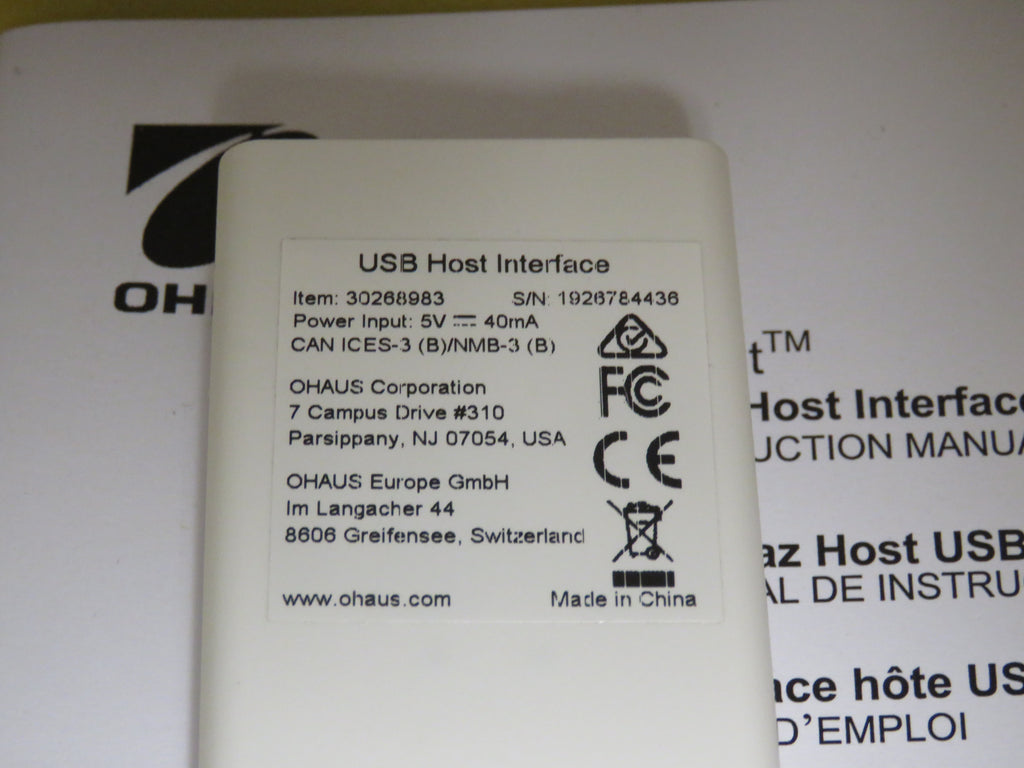 USB Host Interface
Item: 30268983 S/N: 1926784436
Power Input: 5V ⎓ 40mA
CAN ICES-3 (B)/NMB-3 (B)
FC
CE
OHAUS Corporation
7 Campus Drive #310
Parsippany, NJ 07054, USA
OHAUS Europe GmbH
Im Langacher 44
8606 Greifensee, Switzerland
www.ohaus.com Made in China
OH
t™
Host Interface
UCTION MANUA
az Host USB
AL DE INSTRU
ace hôte US
D'EMPLOI